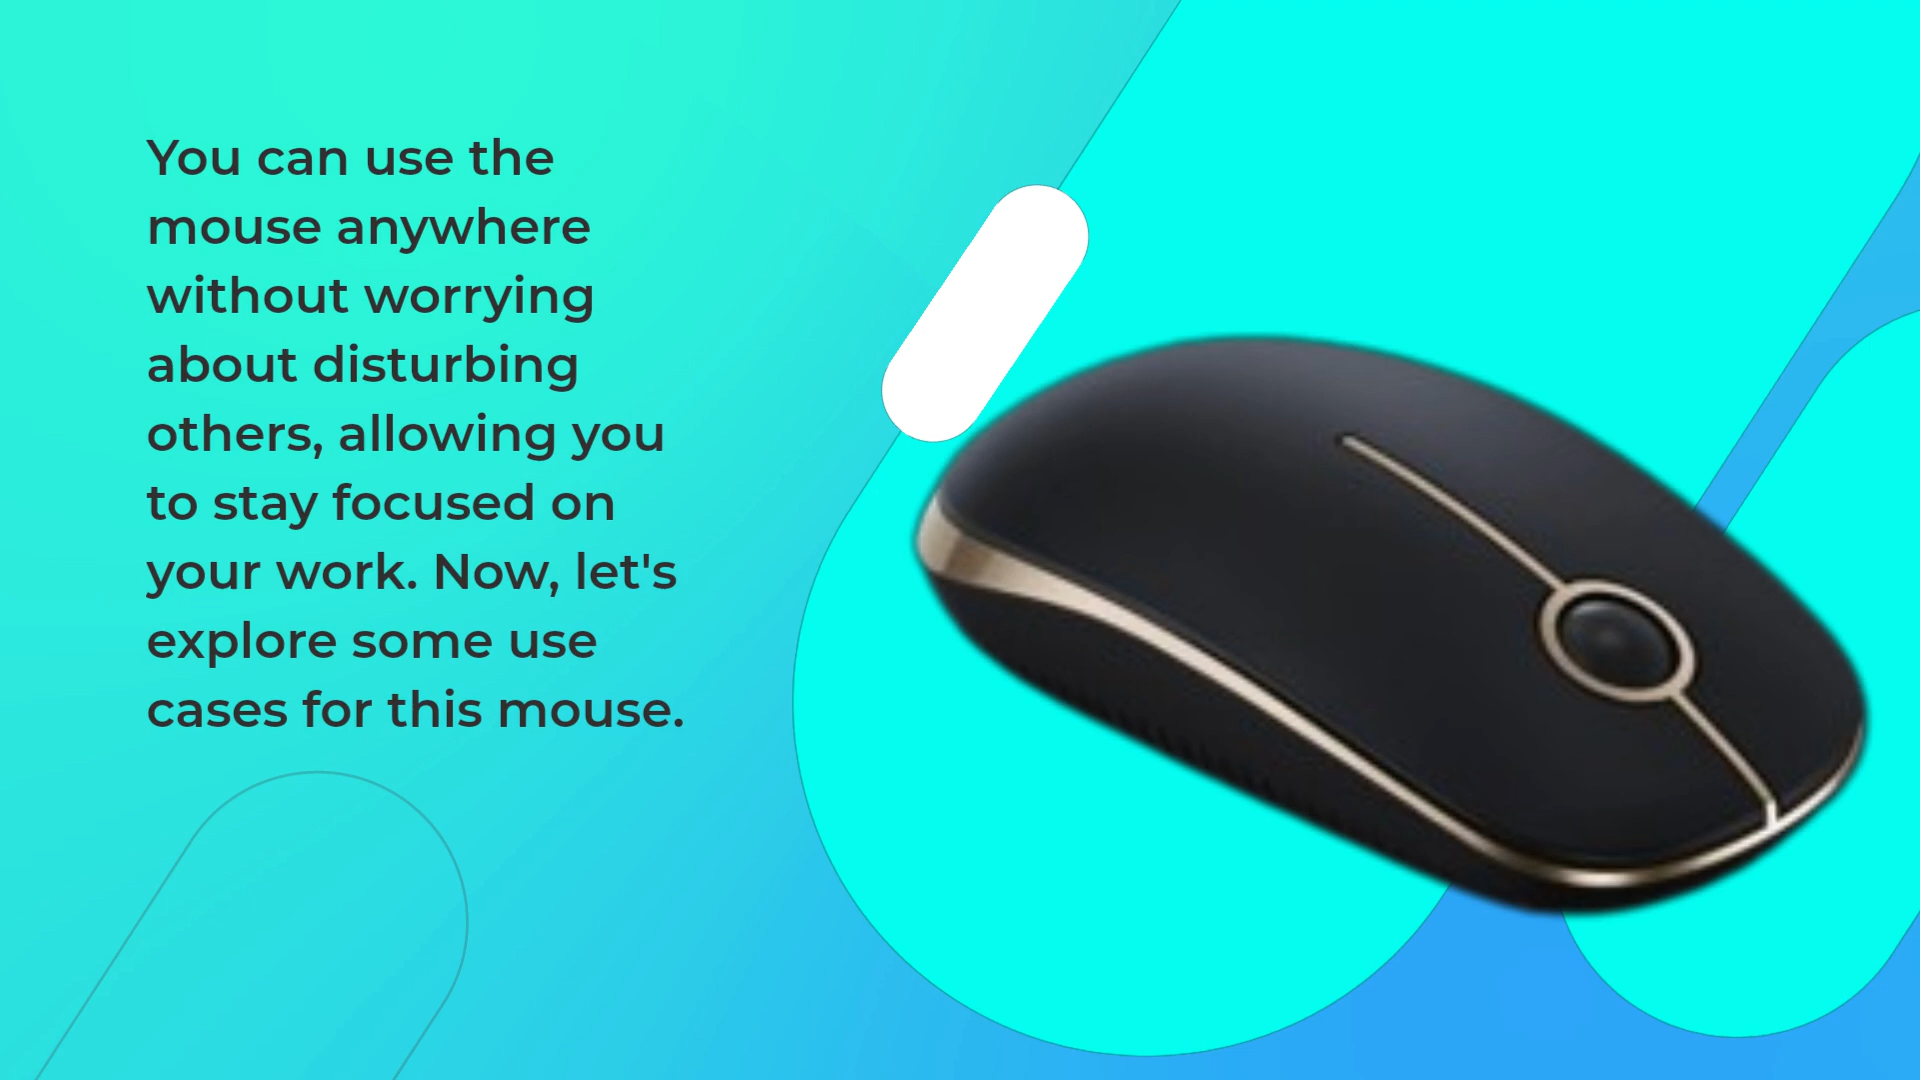 You can use the
mouse anywhere
without worrying
about disturbing
others, allowing you
to stay focused on
your work. Now, let's
explore some use
cases for this mouse.